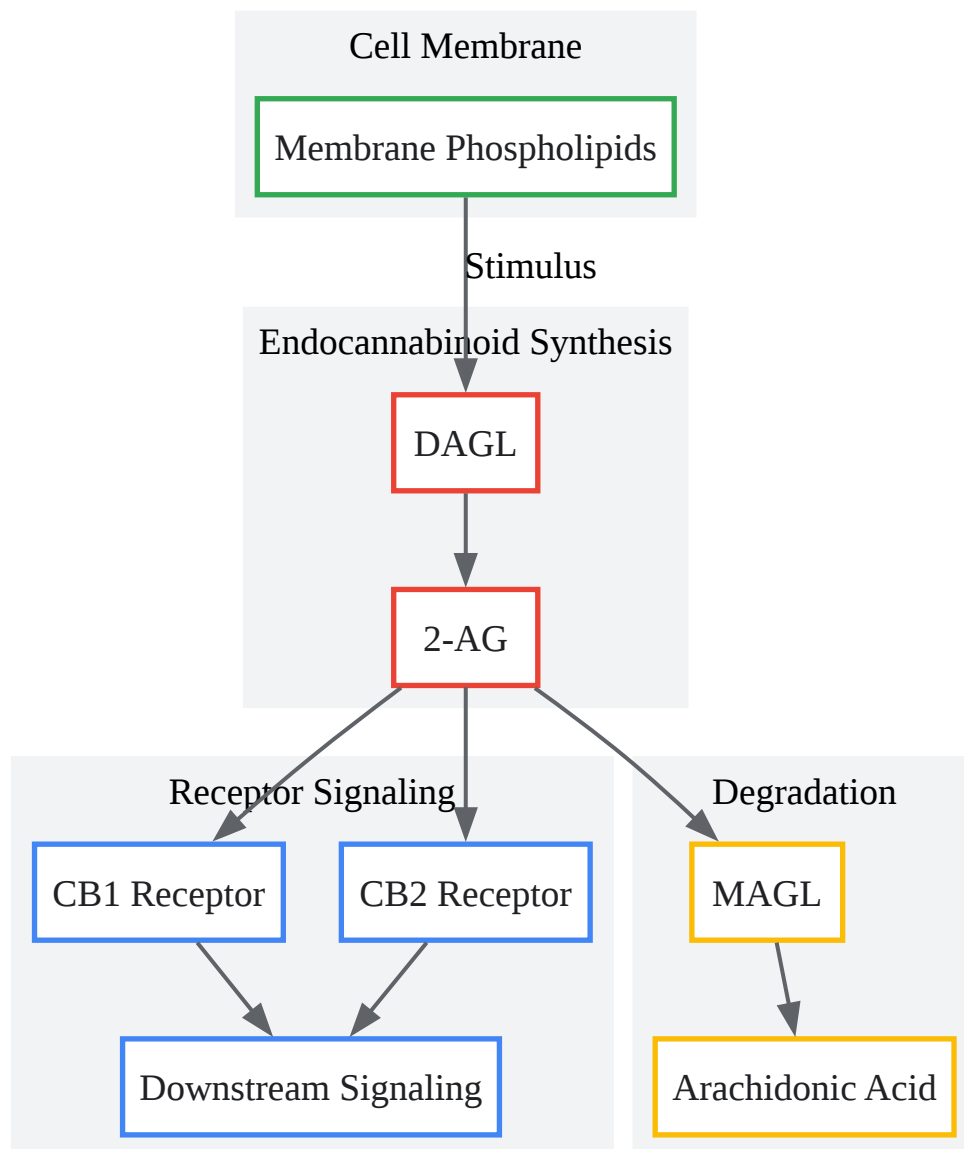 Cell Membrane
Membrane Phospholipids
Stimulus
Endocannabinoid Synthesis
DAGL
2-AG
Receptor Signaling
Degradation
CB1 Receptor
CB2 Receptor
MAGL
Downstream Signaling
Arachidonic Acid